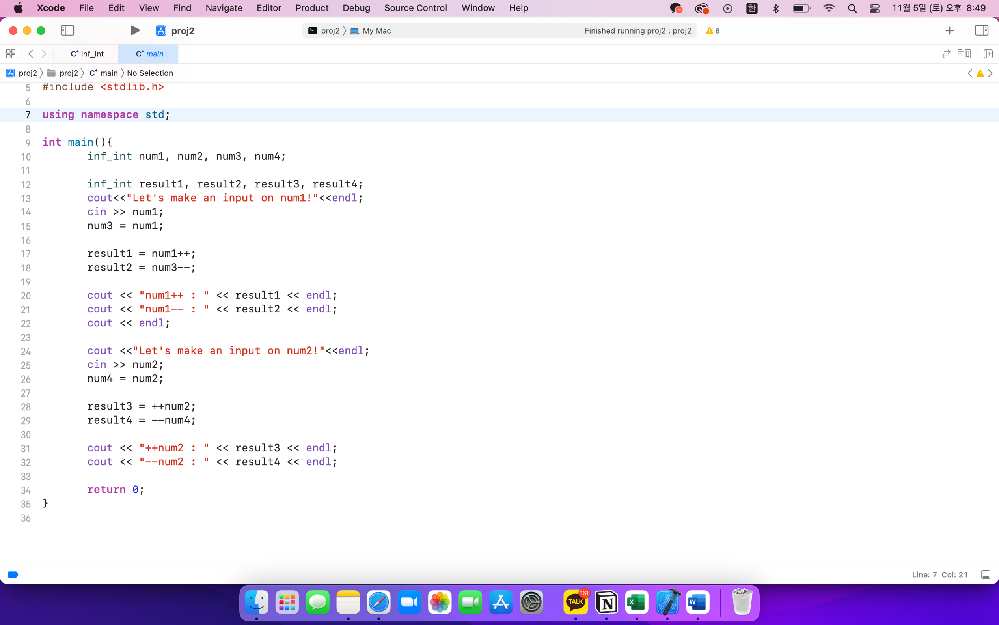 Xcode File Edit View Find Navigate Editor Product Debug Source Control Window Help N 한 11월 5일 (토) 오후 8:49
proj2 proj2 〉 My Mac Finished running proj2 : proj2 6
C+ inf_int C+ main
proj2 〉 proj2 〉 C+ main 〉 No Selection
5 #include <stdlib.h>
6
7 using namespace std;
8
9 int main(){
10 inf_int num1, num2, num3, num4;
11
12 inf_int result1, result2, result3, result4;
13 cout<<"Let's make an input on num1!"<<endl;
14 cin >> num1;
15 num3 = num1;
16
17 result1 = num1++;
18 result2 = num3--;
19
20 cout << "num1++ : " << result1 << endl;
21 cout << "num1-- : " << result2 << endl;
22 cout << endl;
23
24 cout <<"Let's make an input on num2!"<<endl;
25 cin >> num2;
26 num4 = num2;
27
28 result3 = ++num2;
29 result4 = --num4;
30
31 cout << "++num2 : " << result3 << endl;
32 cout << "--num2 : " << result4 << endl;
33
34 return 0;
35 }
36
Line: 7 Col: 21
TALK 161 N X W